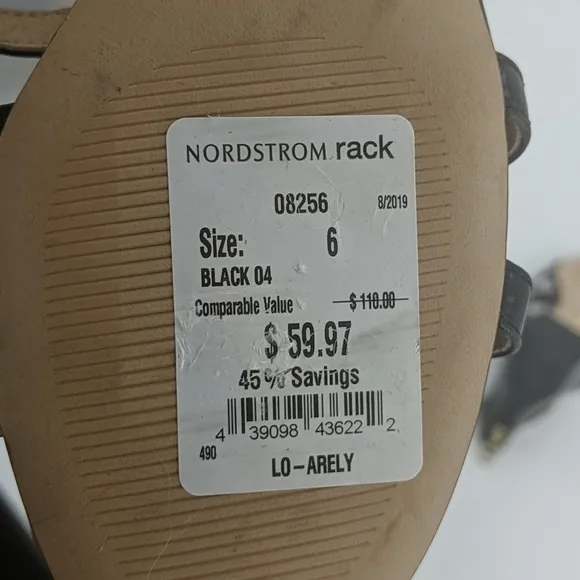 NORDSTROM rack
08256 8/2019
Size: 6
BLACK 04
Comparable Value $110.00
$59.97
45% Savings
4 39098 43622 2
490
LO-ARELY